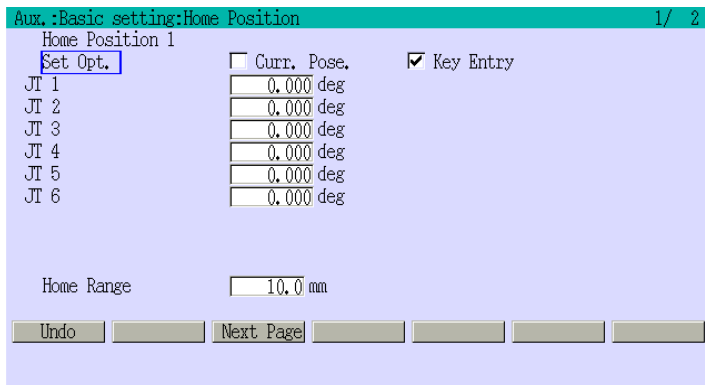 Aux.:Basic setting:Home Position 1/ 2
Home Position 1
Set Opt. Curr. Pose. Key Entry
JT 1 0.000 deg
JT 2 0.000 deg
JT 3 0.000 deg
JT 4 0.000 deg
JT 5 0.000 deg
JT 6 0.000 deg
Home Range 10.0 mm
Undo Next Page